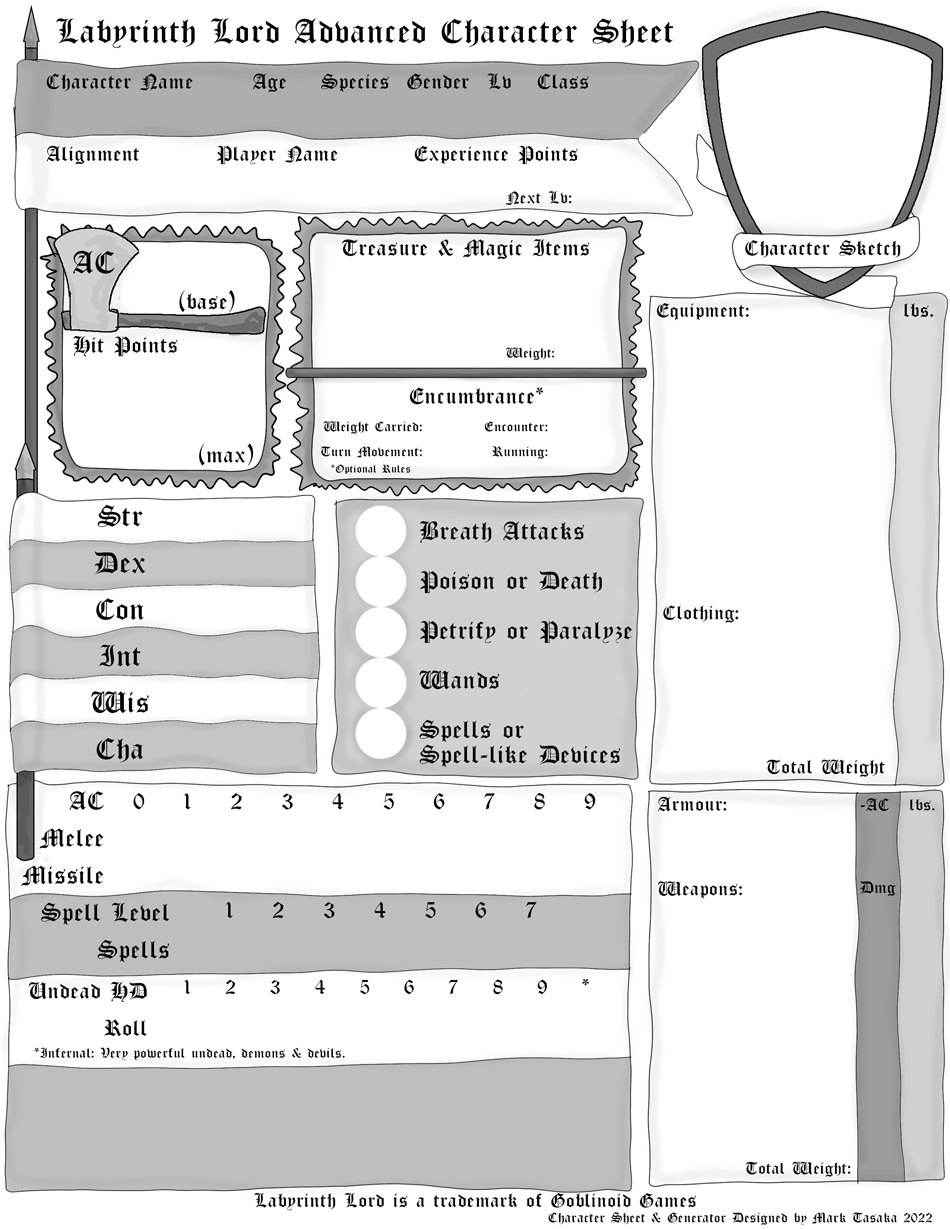 Labyrinth Lord Advanced Character Sheet
Character Name Age Species Gender Lv Class
Alignment Player Name Experience Points
Next Lv:
Character Sketch
AC
(base)
Hit Points
(max)
Treasure & Magic Items
Weight:
Encumbrance*
Weight Carried: Encounter:
Turn Movement: Running:
*Optional Rules
Equipment: lbs.
Clothing:
Total Weight
Str
Dex
Con
Int
Wis
Cha
Breath Attacks
Poison or Death
Petrify or Paralyze
Wands
Spells or
Spell-like Devices
AC 0 1 2 3 4 5 6 7 8 9
Melee
Missile
Spell Level 1 2 3 4 5 6 7
Spells
Undead HD 1 2 3 4 5 6 7 8 9 *
Roll
*Infernal: Very powerful undead, demons & devils.
Armour: -AC lbs.
Weapons: Dmg
Total Weight:
Labyrinth Lord is a trademark of Goblinoid Games
Character Sheet & Generator Designed by Mark Tasaka 2022